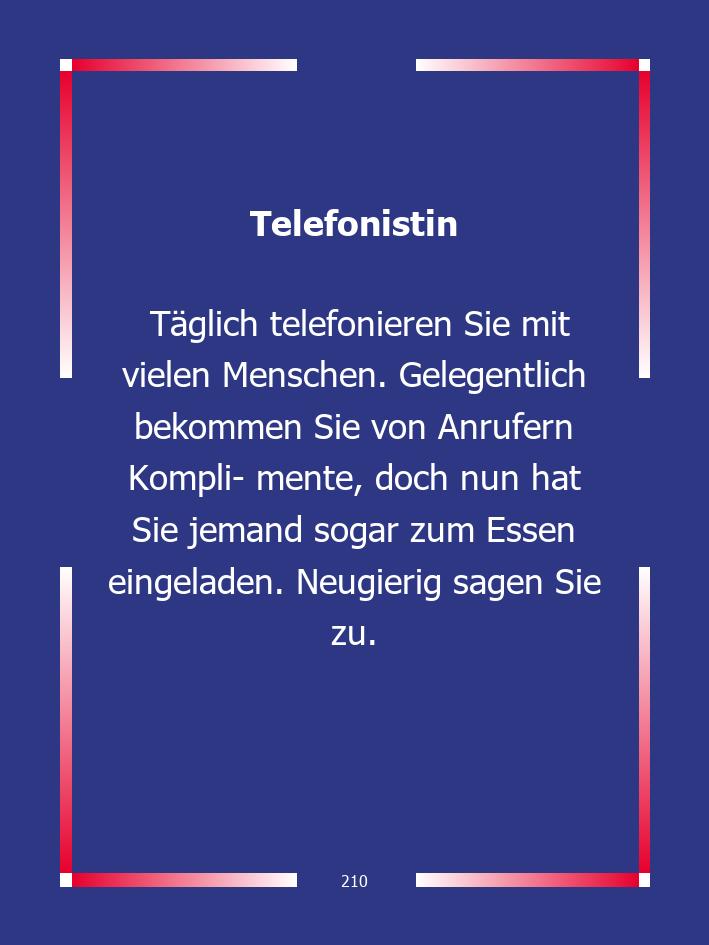 Telefonistin
Täglich telefonieren Sie mit
vielen Menschen. Gelegentlich
bekommen Sie von Anrufern
Kompli- mente, doch nun hat
Sie jemand sogar zum Essen
eingeladen. Neugierig sagen Sie
zu.
210